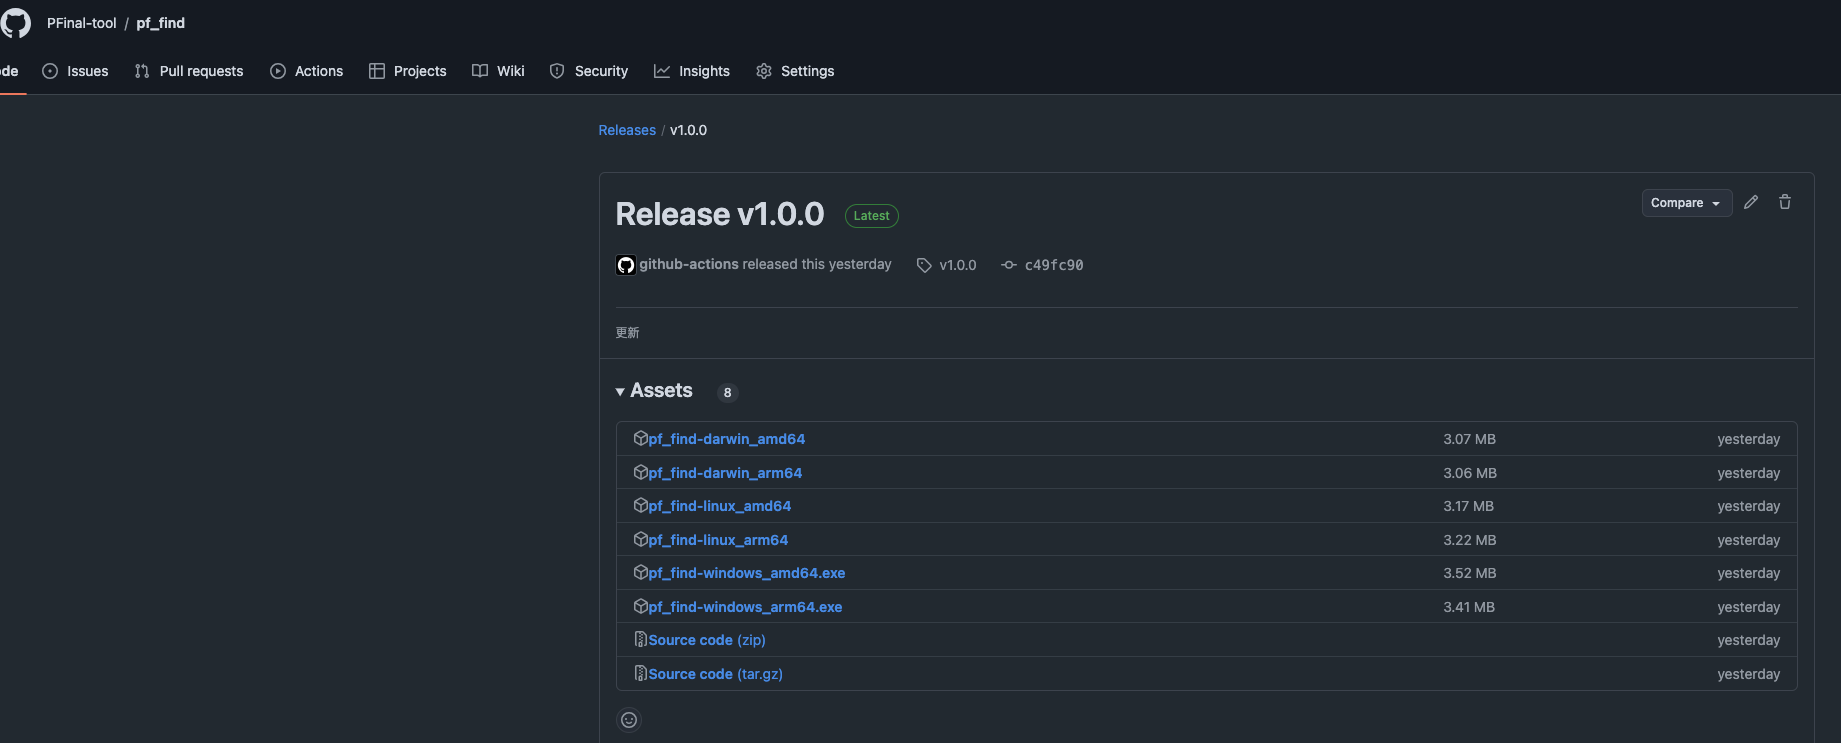 PFinal-tool / pf_find
de Issues Pull requests Actions Projects Wiki Security Insights Settings
Releases / v1.0.0
Release v1.0.0 Latest Compare
github-actions released this yesterday v1.0.0 c49fc90
更新
Assets 8
pf_find-darwin_amd64 3.07 MB yesterday
pf_find-darwin_arm64 3.06 MB yesterday
pf_find-linux_amd64 3.17 MB yesterday
pf_find-linux_arm64 3.22 MB yesterday
pf_find-windows_amd64.exe 3.52 MB yesterday
pf_find-windows_arm64.exe 3.41 MB yesterday
Source code (zip) yesterday
Source code (tar.gz) yesterday